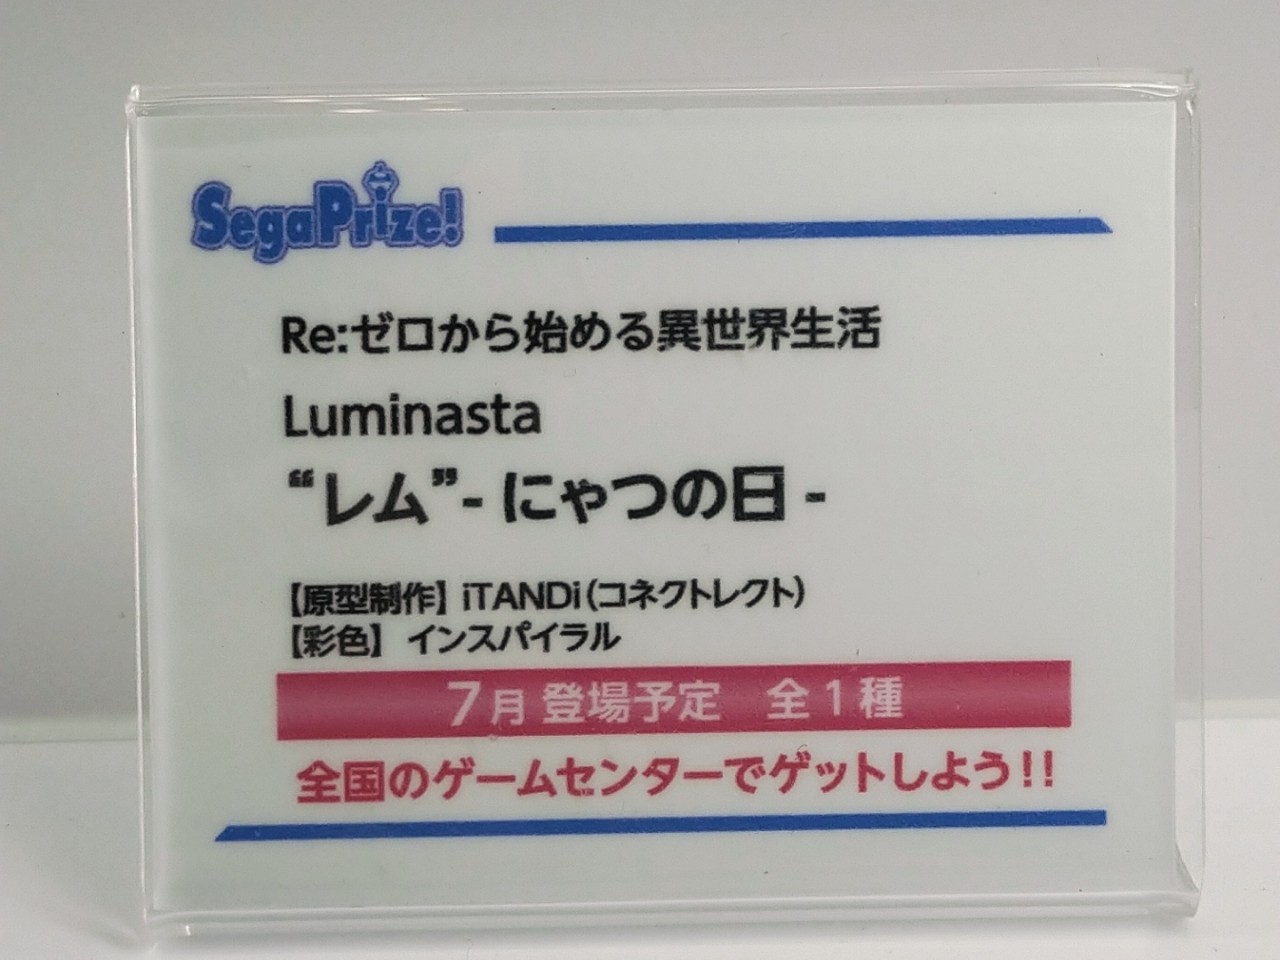 SegaPrize!
Re:ゼロから始める異世界生活
Luminasta
“レム”- にゃつの日 -
【原型制作】iTANDi(コネクトレクト)
【彩色】 インスパイラル
7月 登場予定　全1種
全国のゲームセンターでゲットしよう!!